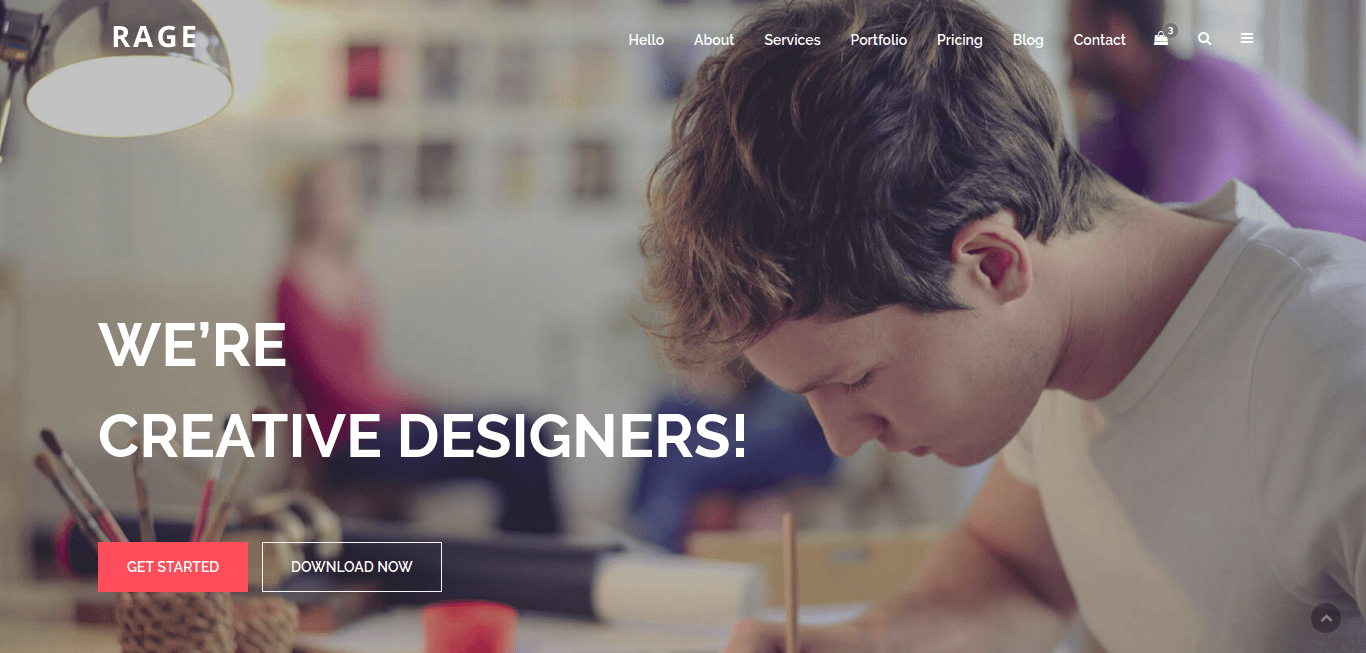 RAGE
Hello About Services Portfolio Pricing Blog Contact 3
WE’RE
CREATIVE DESIGNERS!
GET STARTED DOWNLOAD NOW